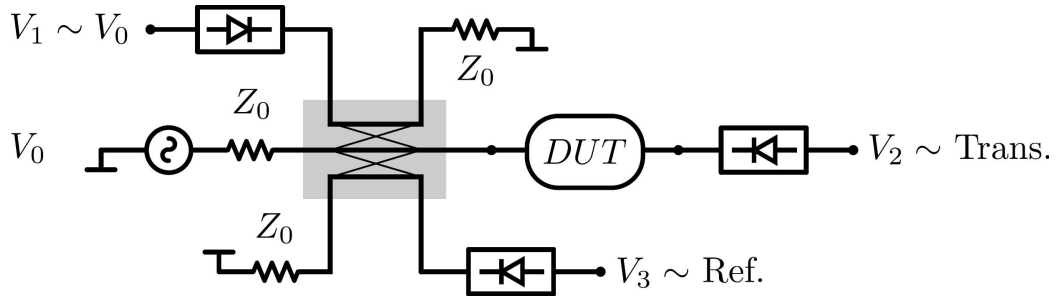 V₁ ∼ V₀
Z₀
Z₀
V₀
DUT
V₂ ∼ Trans.
Z₀
V₃ ∼ Ref.